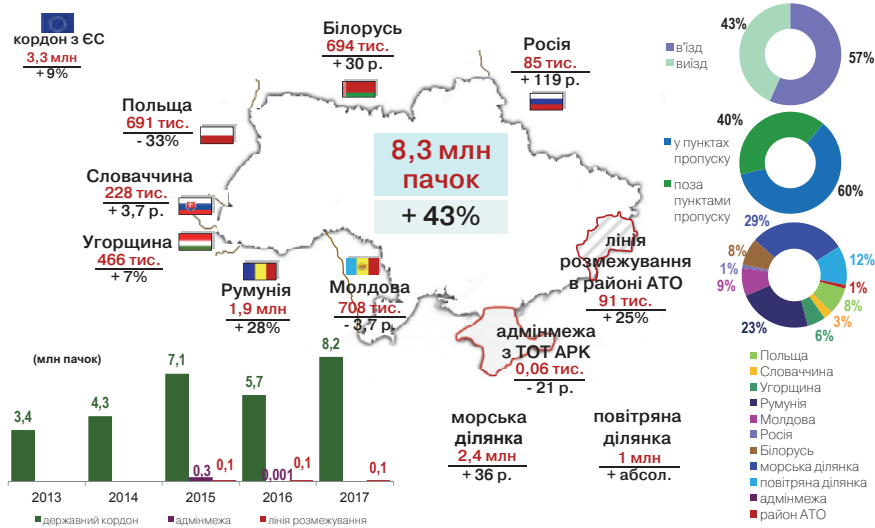 кордон з ЄС
3,3 млн
+ 9%
Білорусь
694 тис.
+ 30 р.
Росія
85 тис.
+ 119 р.
Польща
691 тис.
- 33%
Словаччина
228 тис.
+ 3,7 р.
Угорщина
466 тис.
+ 7%
Румунія
1,9 млн
+ 28%
Молдова
708 тис.
- 3,7 р.
8,3 млн
пачок
+ 43%
лінія
розмежування
в районі АТО
91 тис.
+ 25%
адмінмежа
з ТОТ АРК
0,06 тис.
- 21 р.
морська
ділянка
2,4 млн
+ 36 р.
повітряна
ділянка
1 млн
+ абсол.
(млн пачок)
3,4
4,3
7,1
0,3
0,1
5,7
0,001
0,1
8,2
0,1
2013
2014
2015
2016
2017
державний кордон
адмінмежа
лінія розмежування
43%
57%
в'їзд
виїзд
40%
60%
у пунктах
пропуску
поза
пунктами
пропуску
29%
12%
1%
8%
3%
6%
23%
9%
1%
8%
Польща
Словаччина
Угорщина
Румунія
Молдова
Росія
Білорусь
морська ділянка
повітряна ділянка
адмінмежа
район АТО